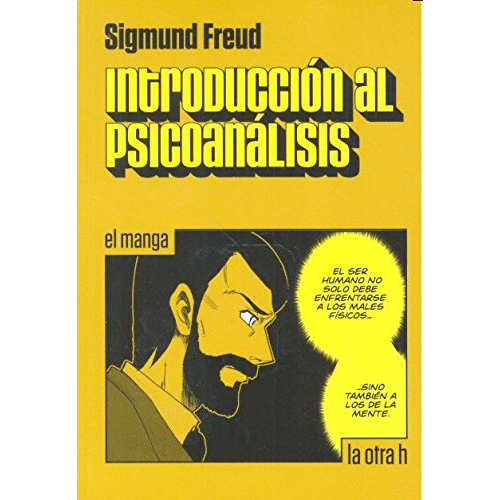 Sigmund Freud
INTRODUCCIÓN AL
PSICOANÁLISIS
el manga
EL SER
HUMANO NO
SOLO DEBE
ENFRENTARSE
A LOS MALES
FÍSICOS...
...SINO
TAMBIÉN A
LOS DE LA
MENTE.
la otra h